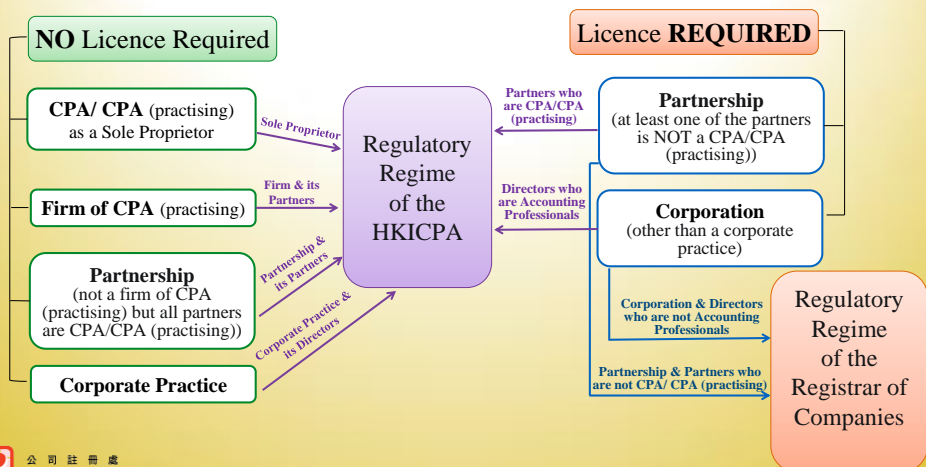 NO Licence Required
CPA/ CPA (practising)
as a Sole Proprietor
Firm of CPA (practising)
Partnership
(not a firm of CPA
(practising) but all partners
are CPA/CPA (practising))
Corporate Practice
Sole Proprietor
Firm & its
Partners
Partnership &
its Partners
Corporate Practice &
its Directors
Regulatory
Regime
of the
HKICPA
Licence REQUIRED
Partners who
are CPA/CPA
(practising)
Partnership
(at least one of the partners
is NOT a CPA/CPA
(practising))
Directors who
are Accounting
Professionals
Corporation
(other than a corporate
practice)
Corporation & Directors
who are not Accounting
Professionals
Partnership & Partners who
are not CPA/ CPA (practising)
Regulatory
Regime
of the
Registrar of
Companies
公司註冊處